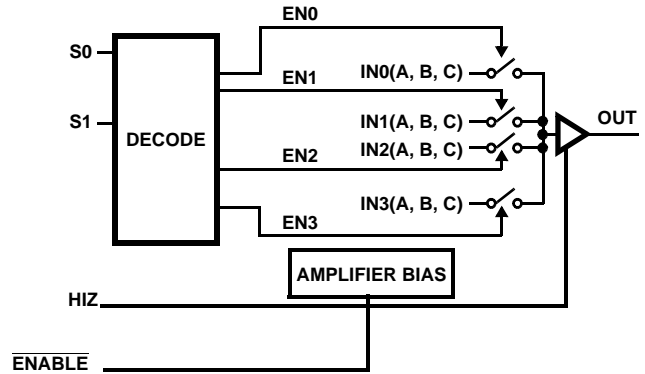 EN0
S0
IN0(A, B, C)
EN1
S1
IN1(A, B, C)
OUT
DECODE
IN2(A, B, C)
EN2
IN3(A, B, C)
EN3
AMPLIFIER BIAS
HIZ
ENABLE